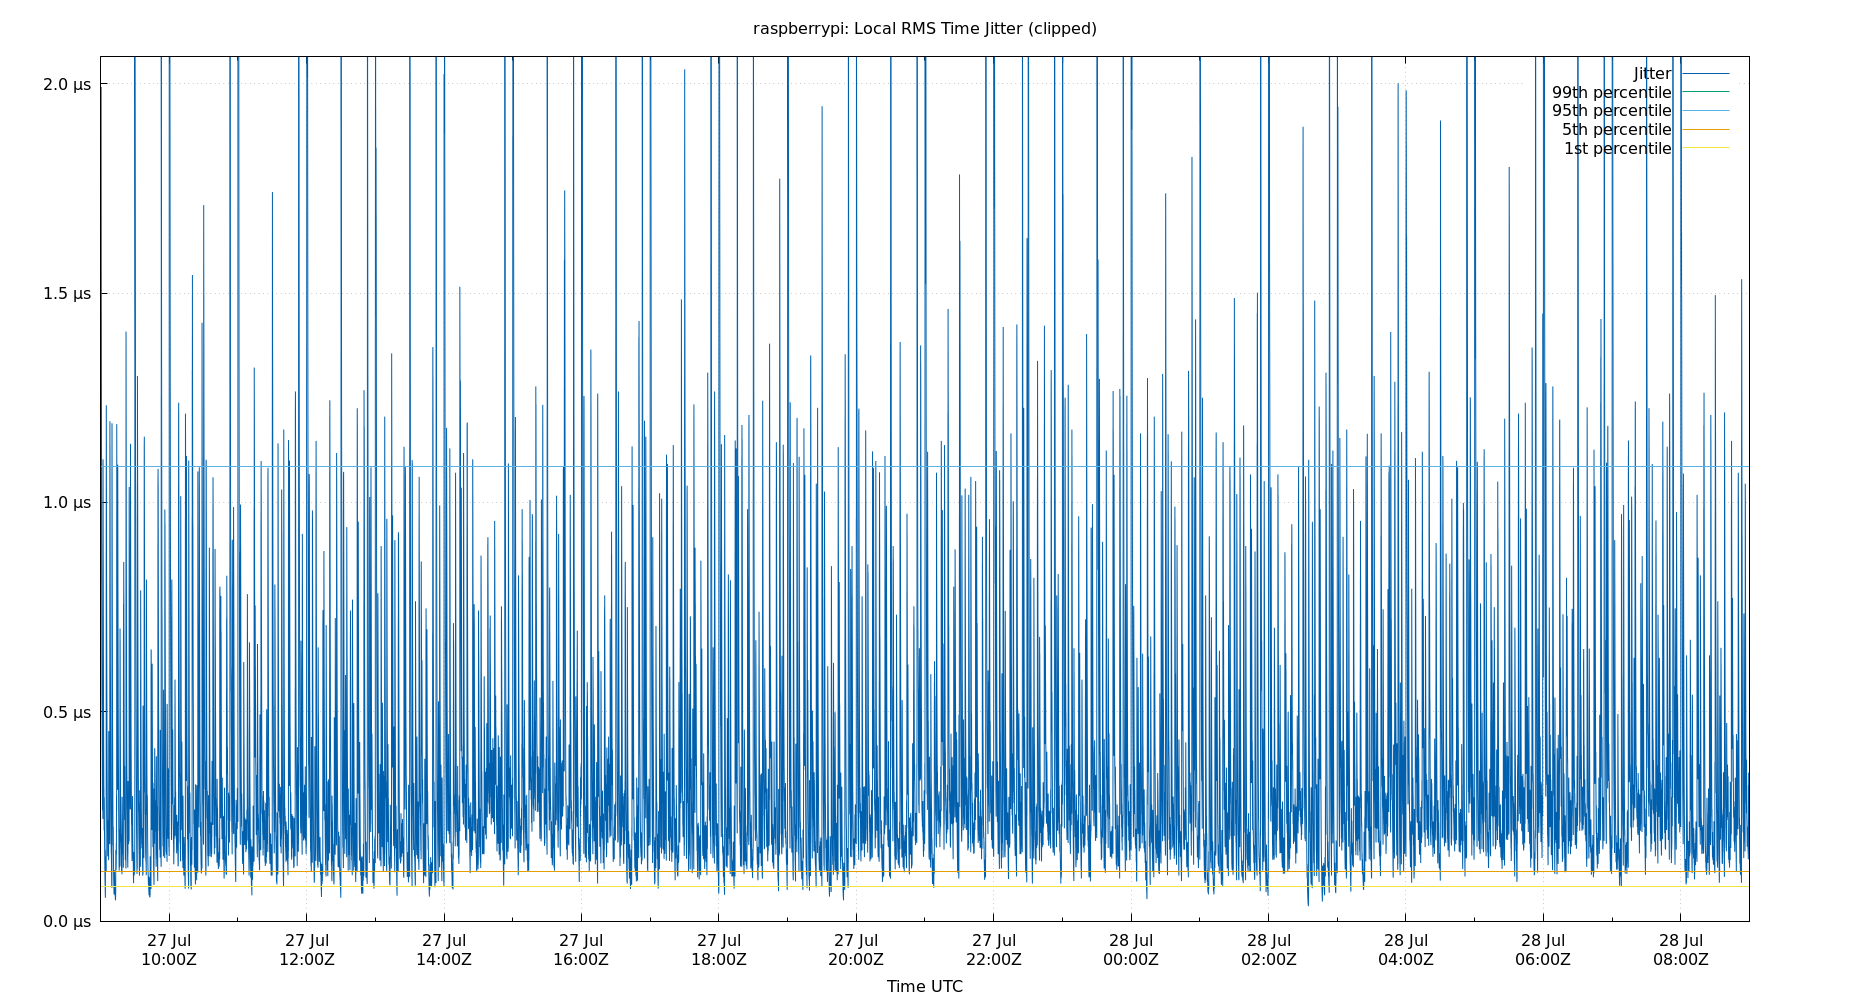 raspberrypi: Local RMS Time Jitter (clipped)
2.0 µs
1.5 µs
1.0 µs
0.5 µs
0.0 µs
Jitter
99th percentile
95th percentile
5th percentile
1st percentile
27 Jul 27 Jul 27 Jul 27 Jul 27 Jul 27 Jul 27 Jul 28 Jul 28 Jul 28 Jul 28 Jul 28 Jul
10:00Z 12:00Z 14:00Z 16:00Z 18:00Z 20:00Z 22:00Z 00:00Z 02:00Z 04:00Z 06:00Z 08:00Z
Time UTC